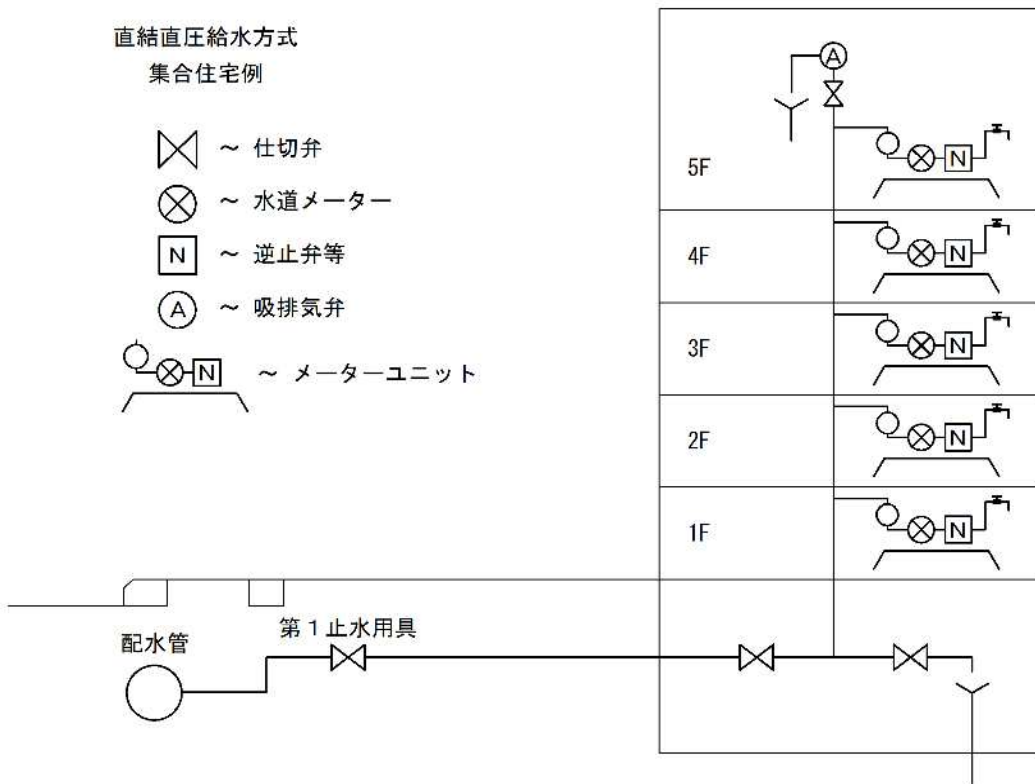 直結直圧給水方式
集合住宅例
～ 仕切弁
～ 水道メーター
N ～ 逆止弁等
A ～ 吸排気弁
N ～ メーターユニット
A
5F N
4F N
3F N
2F N
1F N
配水管
第1止水用具